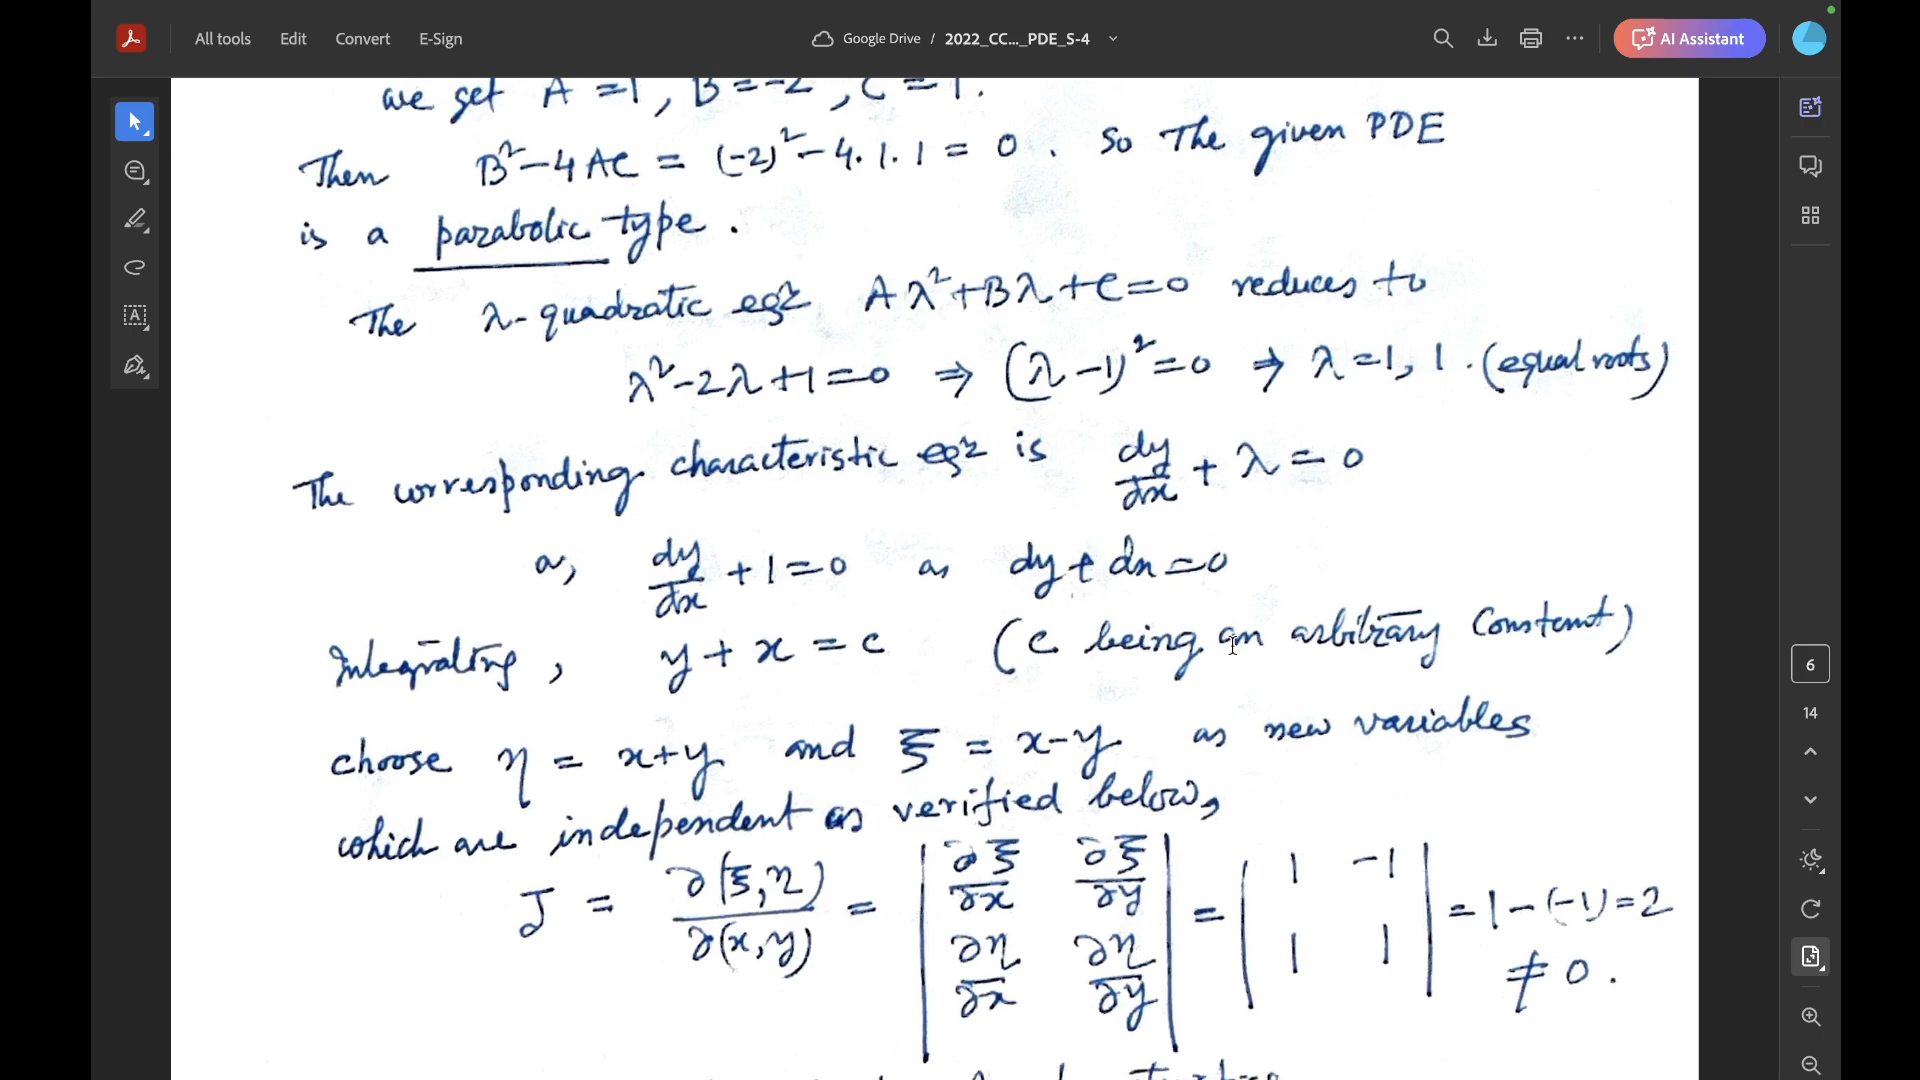 All tools Edit Convert E-Sign Google Drive / 2022_CC..._PDE_S-4 AI Assistant
we get A = 1, B = -2, C = 1.
Then B² - 4AC = (-2)² - 4.1.1 = 0. So The given PDE
is a parabolic type.
The λ-quadratic eqn Aλ² + Bλ + C = 0 reduces to
λ² - 2λ + 1 = 0 ⇒ (λ - 1)² = 0 ⇒ λ = 1, 1. (equal roots)
The corresponding characteristic eqn is dy/dx + λ = 0
or, dy/dx + 1 = 0 or dy + dx = 0
Integrating, y + x = c (c being an arbitrary Constant)
choose η = x+y and ξ = x-y as new variables
which are independent as verified below,
J = ∂(ξ,η)/∂(x,y) = | ∂ξ/∂x ∂ξ/∂y ; ∂η/∂x ∂η/∂y | = | 1 -1 ; 1 1 | = 1-(-1) = 2
≠ 0.
6
14